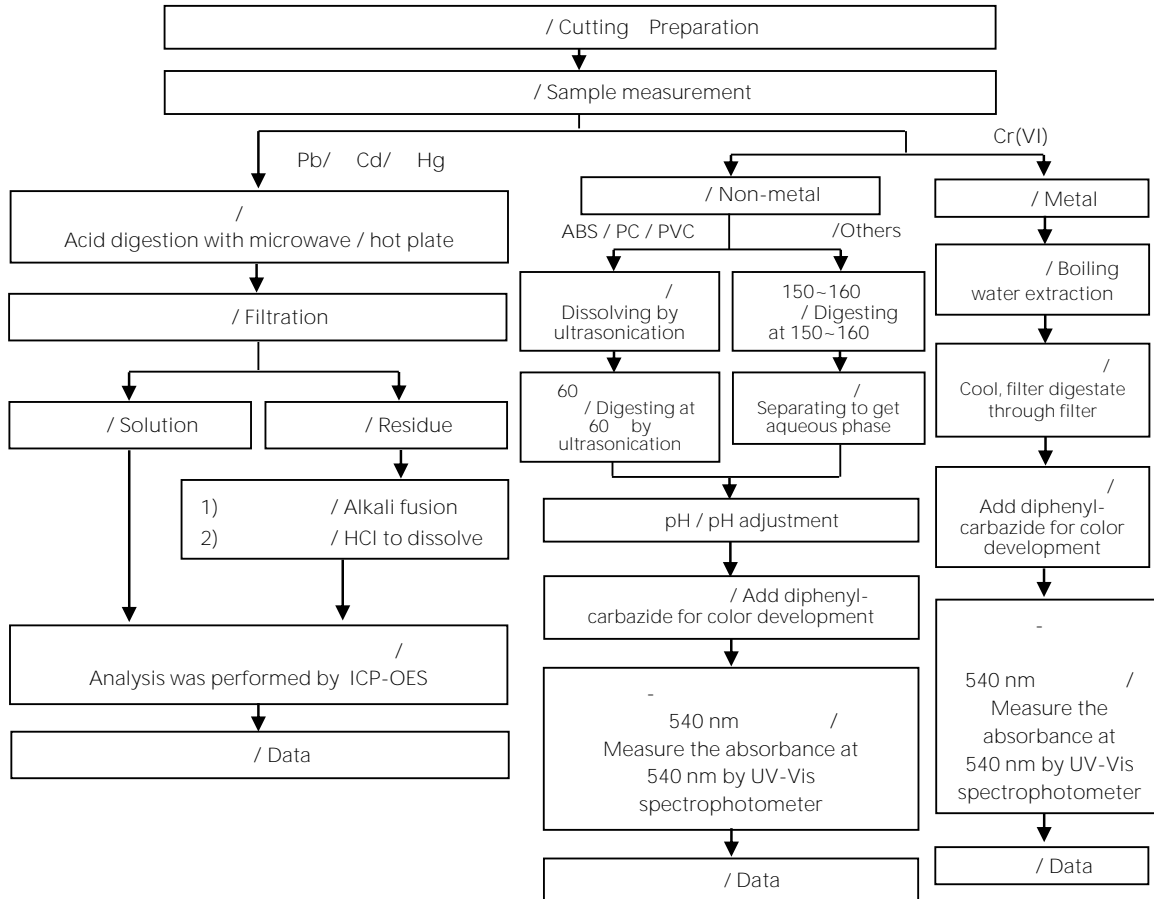 / Cutting Preparation
/ Sample measurement
Pb/ Cd/ Hg
Cr(VI)
/
Acid digestion with microwave / hot plate
/ Filtration
/ Solution
/ Residue
1) / Alkali fusion
2) / HCl to dissolve
/
Analysis was performed by ICP-OES
/ Data
/ Non-metal
ABS / PC / PVC
/Others
/
Dissolving by
ultrasonication
150~160
/ Digesting
at 150~160
60
/ Digesting at
60 by
ultrasonication
/
Separating to get
aqueous phase
pH / pH adjustment
/ Add diphenyl-
carbazide for color development
-
540 nm /
Measure the absorbance at
540 nm by UV-Vis
spectrophotometer
/ Data
/ Metal
/ Boiling
water extraction
/
Cool, filter digestate
through filter
/
Add diphenyl-
carbazide for color
development
-
540 nm /
Measure the
absorbance at
540 nm by UV-Vis
spectrophotometer
/ Data